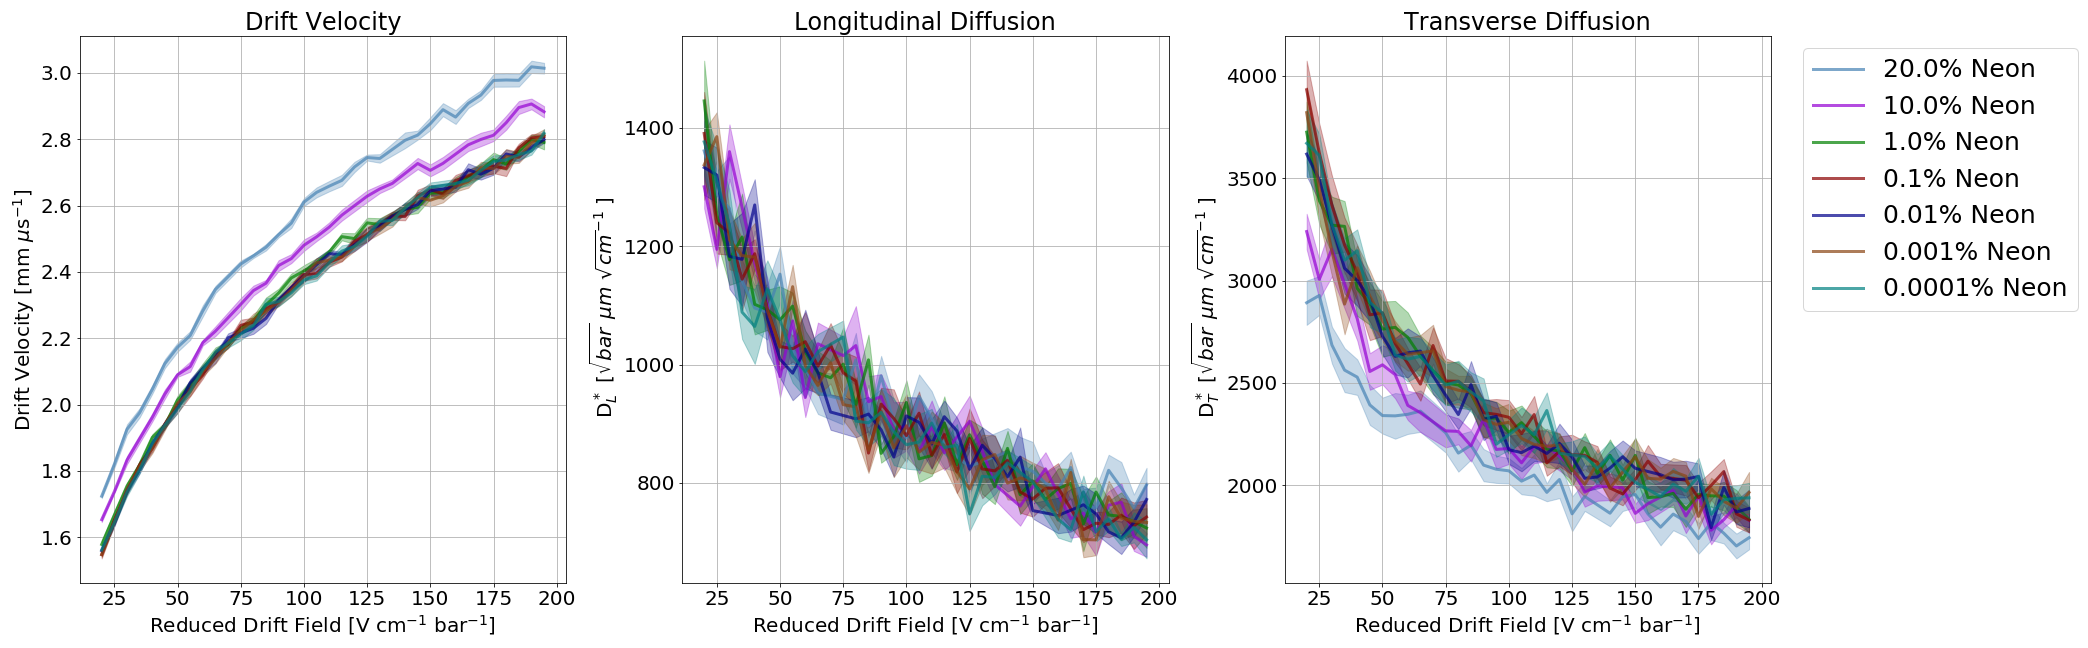 Drift Velocity
Longitudinal Diffusion
Transverse Diffusion
Drift Velocity [mm μs⁻¹]
3.0
2.8
2.6
2.4
2.2
2.0
1.8
1.6
25 50 75 100 125 150 175 200
Reduced Drift Field [V cm⁻¹ bar⁻¹]
D*L [√bar μm √cm⁻¹ ]
1400
1200
1000
800
25 50 75 100 125 150 175 200
Reduced Drift Field [V cm⁻¹ bar⁻¹]
D*T [√bar μm √cm⁻¹ ]
4000
3500
3000
2500
2000
25 50 75 100 125 150 175 200
Reduced Drift Field [V cm⁻¹ bar⁻¹]
20.0% Neon
10.0% Neon
1.0% Neon
0.1% Neon
0.01% Neon
0.001% Neon
0.0001% Neon